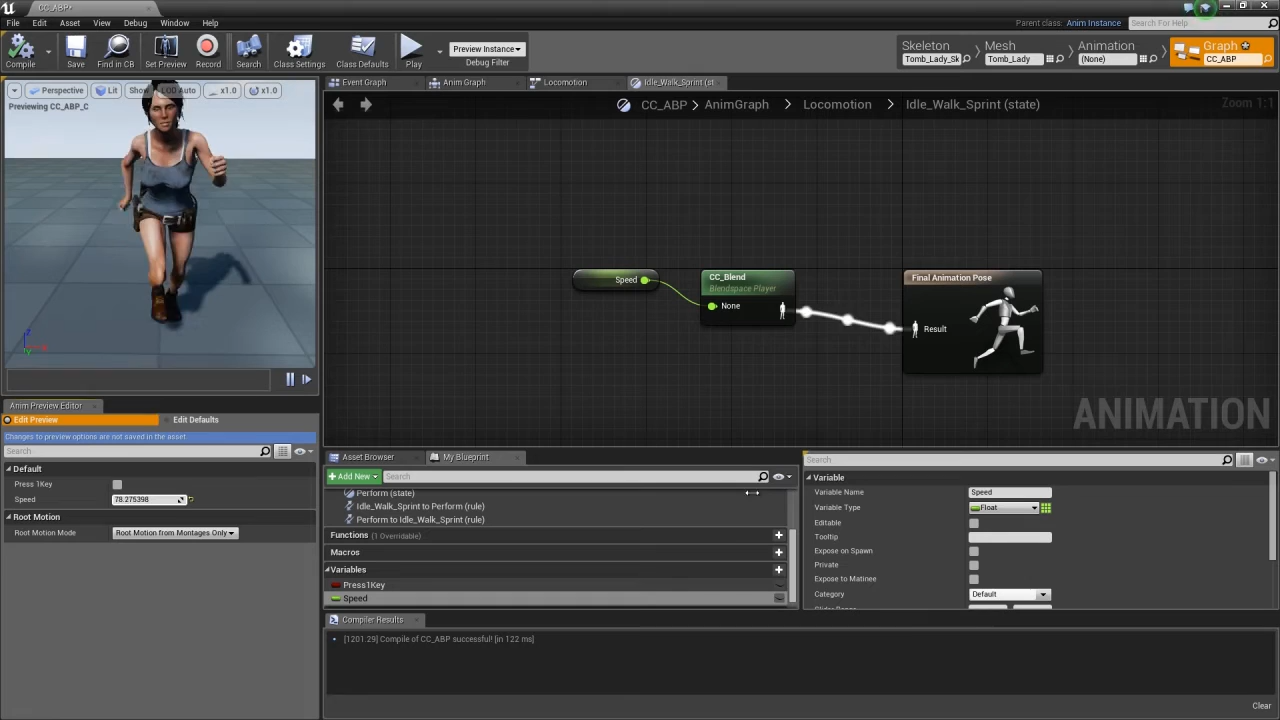 CC_ABP*
File Edit Asset View Debug Window Help
Parent class: Anim Instance Search For Help
Compile Save Find in CB Set Preview Record Search Class Settings Class Defaults Play
Preview Instance
Debug Filter
Skeleton
Tomb_Lady_Sk
Mesh
Tomb_Lady
Animation
(None)
Graph
CC_ABP
Perspective Lit Show LOD Auto x1.0 x1.0
Previewing CC_ABP_C
Event Graph Anim Graph Locomotion Idle_Walk_Sprint (st
CC_ABP > AnimGraph > Locomotion > Idle_Walk_Sprint (state)
Zoom 1:1
Speed
CC_Blend
Blendspace Player
None
Final Animation Pose
Result
ANIMATION
Z
Y
Anim Preview Editor
Edit Preview Edit Defaults
Changes to preview options are not saved in the asset
Search
Default
Press 1Key
Speed 78.275398
Root Motion
Root Motion Mode Root Motion from Montages Only
Asset Browser My Blueprint
+ Add New Search
Perform (state)
Idle_Walk_Sprint to Perform (rule)
Perform to Idle_Walk_Sprint (rule)
Functions (1 Overridable)
Macros
Variables
Press1Key
Speed
Search
Variable
Variable Name Speed
Variable Type Float
Editable
Tooltip
Expose on Spawn
Private
Expose to Matinee
Category Default
Slider Range
Compiler Results
[1201.29] Compile of CC_ABP successful! [in 122 ms]
Clear